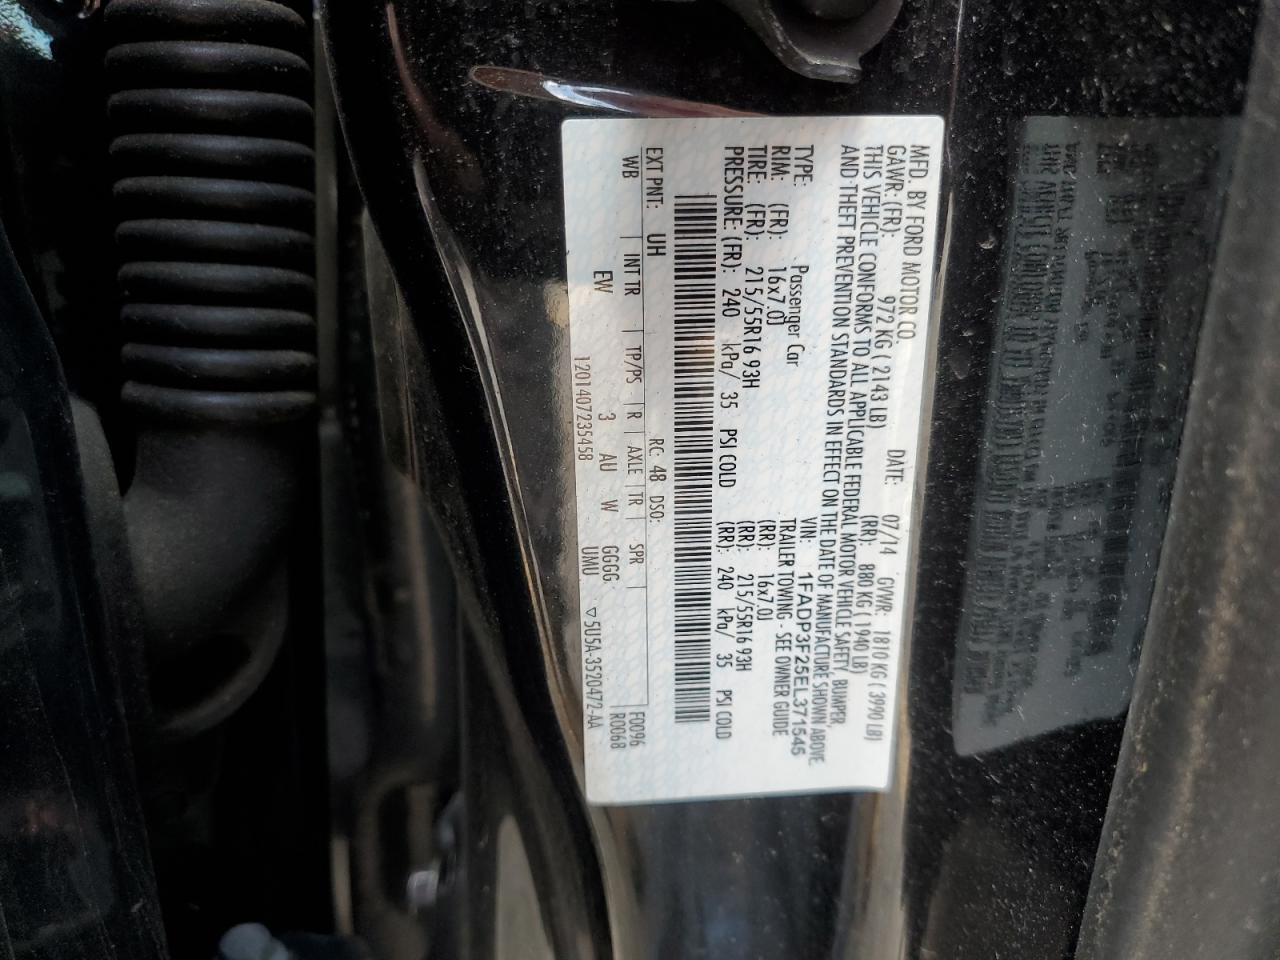 MFD. BY FORD MOTOR CO.
DATE: 07/14 GVWR: 1810 KG ( 3990 LB)
GAWR: (FR): 972 KG ( 2143 LB) (RR): 880 KG ( 1940 LB)
THIS VEHICLE CONFORMS TO ALL APPLICABLE FEDERAL MOTOR VEHICLE SAFETY, BUMPER,
AND THEFT PREVENTION STANDARDS IN EFFECT ON THE DATE OF MANUFACTURE SHOWN ABOVE.
VIN: 1FADP3F25EL371545
TYPE: Passenger Car TRAILER TOWING - SEE OWNER GUIDE
RIM: (FR): 16x7.0J (RR): 16x7.0J
TIRE: (FR): 215/55R16 93H (RR): 215/55R16 93H
PRESSURE: (FR): 240 kPa/ 35 PSI COLD (RR): 240 kPa/ 35 PSI COLD
EXT PNT: UH RC: 48 DSO: F0096
WB INT TR TP/PS R AXLE TR SPR R0068
EW 3 AU W GGGG
UMU ▽ 5U5A-3520472-AA
1201407235458